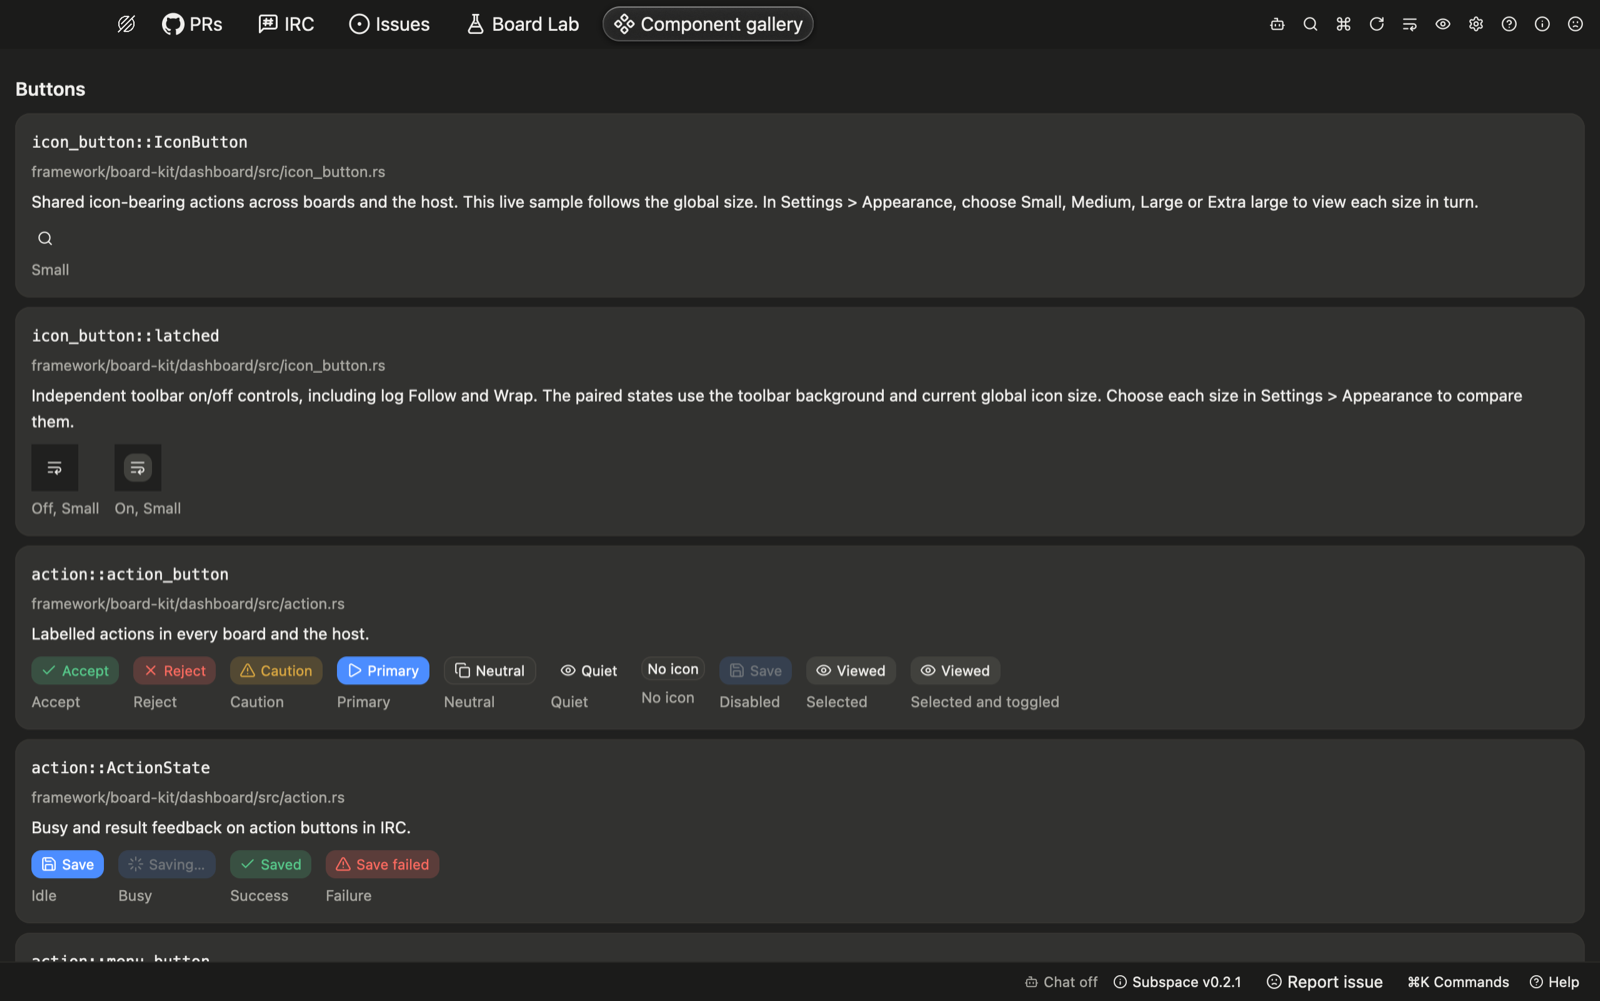 PRs
IRC
Issues
Board Lab
Component gallery
Buttons
icon_button::IconButton
framework/board-kit/dashboard/src/icon_button.rs
Shared icon-bearing actions across boards and the host. This live sample follows the global size. In Settings > Appearance, choose Small, Medium, Large or Extra large to view each size in turn.
Small
icon_button::latched
framework/board-kit/dashboard/src/icon_button.rs
Independent toolbar on/off controls, including log Follow and Wrap. The paired states use the toolbar background and current global icon size. Choose each size in Settings > Appearance to compare
them.
Off, Small
On, Small
action::action_button
framework/board-kit/dashboard/src/action.rs
Labelled actions in every board and the host.
Accept
Reject
Caution
Primary
Neutral
Quiet
No icon
Save
Viewed
Viewed
Accept
Reject
Caution
Primary
Neutral
Quiet
No icon
Disabled
Selected
Selected and toggled
action::ActionState
framework/board-kit/dashboard/src/action.rs
Busy and result feedback on action buttons in IRC.
Save
Saving...
Saved
Save failed
Idle
Busy
Success
Failure
action::menu_button
Chat off
Subspace v0.2.1
Report issue
⌘K Commands
Help